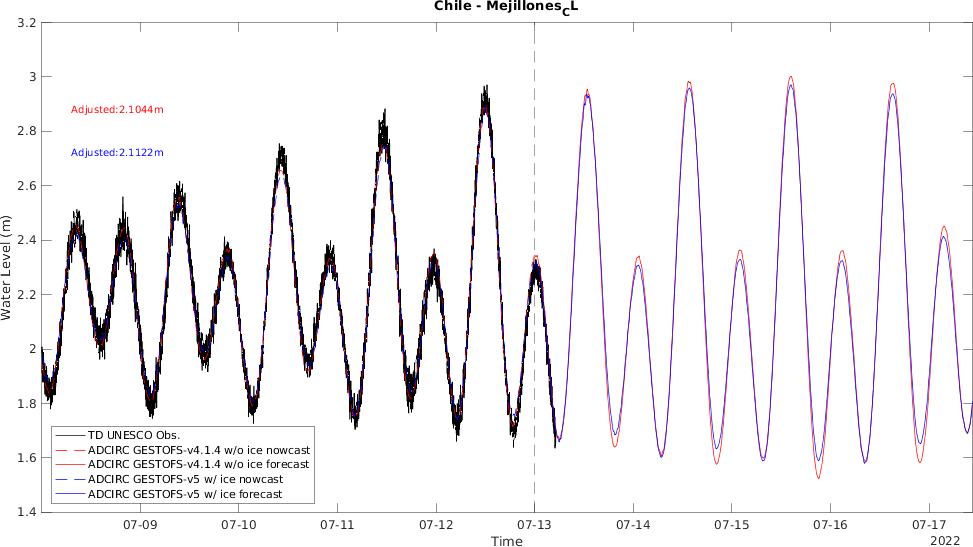 Chile - Mejillones_CL
3.2
3
2.8
2.6
2.4
2.2
2
1.8
1.6
1.4
Water Level (m)
Adjusted:2.1044m
Adjusted:2.1122m
TD UNESCO Obs.
ADCIRC GESTOFS-v4.1.4 w/o ice nowcast
ADCIRC GESTOFS-v4.1.4 w/o ice forecast
ADCIRC GESTOFS-v5 w/ ice nowcast
ADCIRC GESTOFS-v5 w/ ice forecast
07-09 07-10 07-11 07-12 07-13 07-14 07-15 07-16 07-17
Time
2022